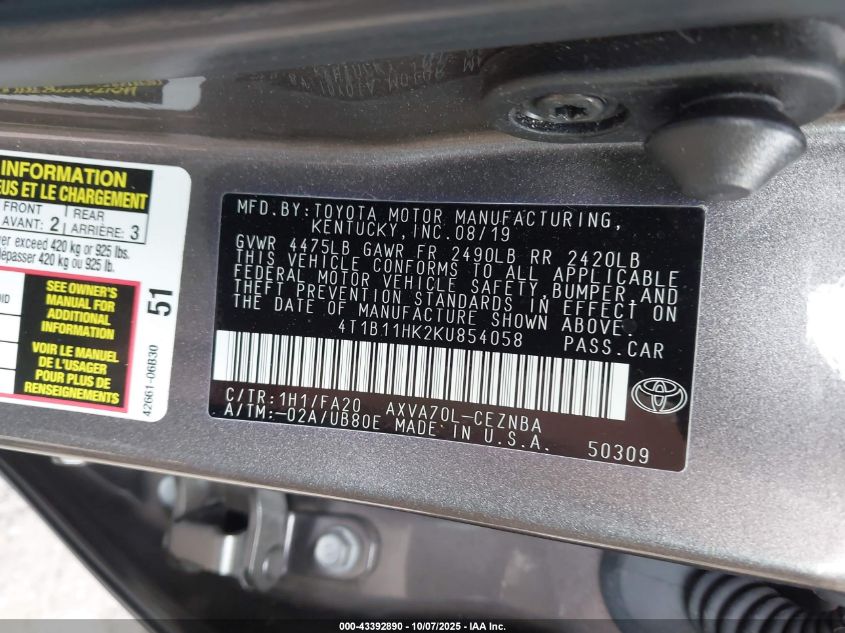 INFORMATION
EUS ET LE CHARGEMENT
FRONT
AVANT: 2
REAR
ARRIÈRE: 3
exceed 420 kg or 925 lbs.
dépasser 420 kg ou 925 lb.
SEE OWNER'S
MANUAL FOR
ADDITIONAL
INFORMATION
VOIR LE MANUEL
DE L'USAGER
POUR PLUS DE
RENSEIGNEMENTS
51
42661-06B30
MFD.BY:TOYOTA MOTOR MANUFACTURING,
KENTUCKY,INC.08/19
GVWR 4475LB GAWR FR 2490LB RR 2420LB
THIS VEHICLE CONFORMS TO ALL APPLICABLE
FEDERAL MOTOR VEHICLE SAFETY,BUMPER,AND
THEFT PREVENTION STANDARDS IN EFFECT ON
THE DATE OF MANUFACTURE SHOWN ABOVE.
4T1B11HK2KU854058 PASS.CAR
C/TR:1H1/FA20 AXVA70L-CEZNBA
A/TM:-02A/UB80E MADE IN U.S.A. 50309
000-43392890 - 10/07/2025 - IAA Inc.